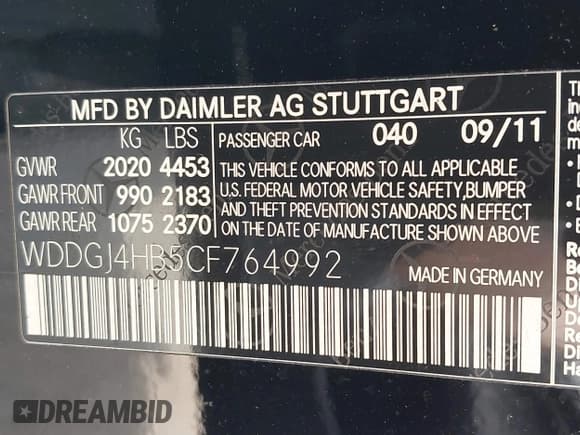 MFD BY DAIMLER AG STUTTGART
KG LBS
GVWR 2020 4453
GAWR FRONT 990 2183
GAWR REAR 1075 2370
PASSENGER CAR 040 09/11
THIS VEHICLE CONFORMS TO ALL APPLICABLE
U.S. FEDERAL MOTOR VEHICLE SAFETY,BUMPER
AND THEFT PREVENTION STANDARDS IN EFFECT
ON THE DATE OF MANUFACTURE SHOWN ABOVE.
WDDGJ4HB5CF764992
MADE IN GERMANY
DREAMBID